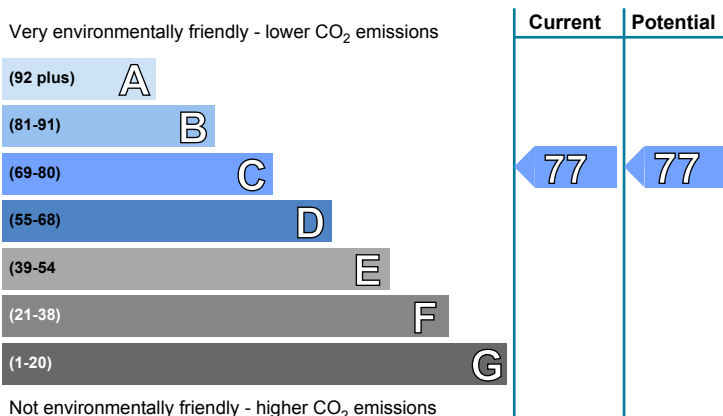 Current Potential
Very environmentally friendly - lower CO₂ emissions
(92 plus) A
(81-91) B
(69-80) C 77 77
(55-68) D
(39-54 E
(21-38) F
(1-20) G
Not environmentally friendly - higher CO₂ emissions